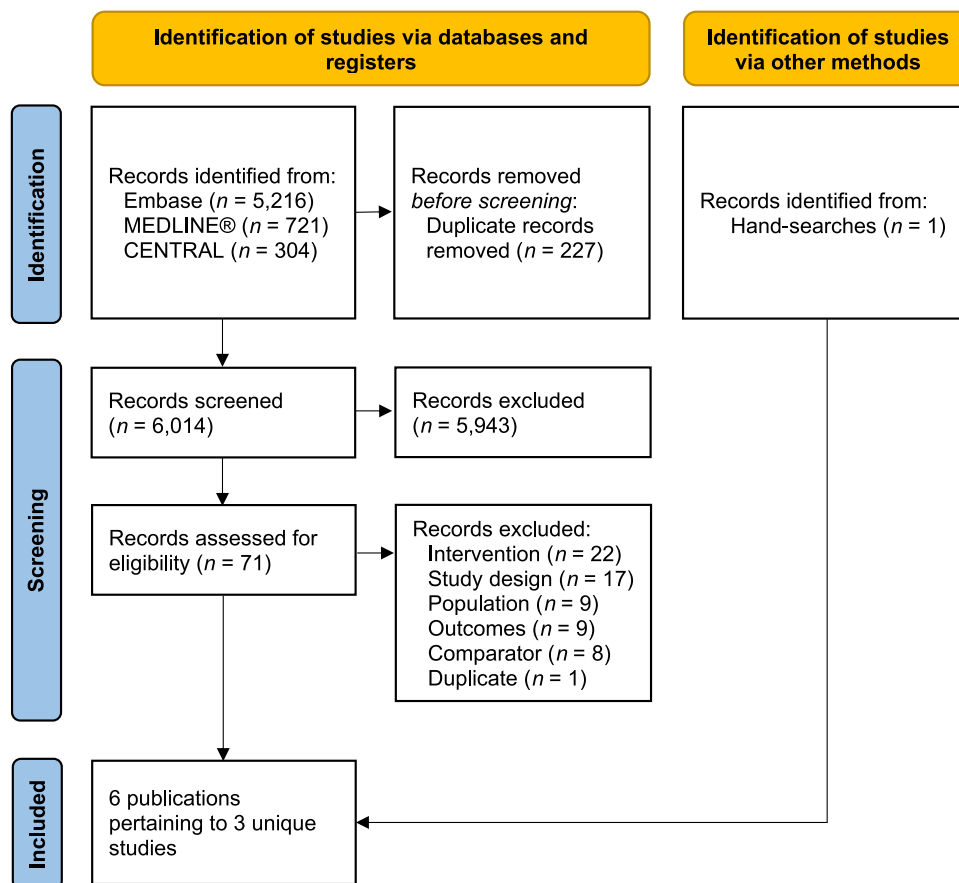 Identification of studies via databases and
registers
Identification of studies
via other methods
Identification
Records identified from:
Embase (n = 5,216)
MEDLINE® (n = 721)
CENTRAL (n = 304)
Records removed
before screening:
Duplicate records
removed (n = 227)
Records identified from:
Hand-searches (n = 1)
Screening
Records screened
(n = 6,014)
Records excluded
(n = 5,943)
Records assessed for
eligibility (n = 71)
Records excluded:
Intervention (n = 22)
Study design (n = 17)
Population (n = 9)
Outcomes (n = 9)
Comparator (n = 8)
Duplicate (n = 1)
Included
6 publications
pertaining to 3 unique
studies